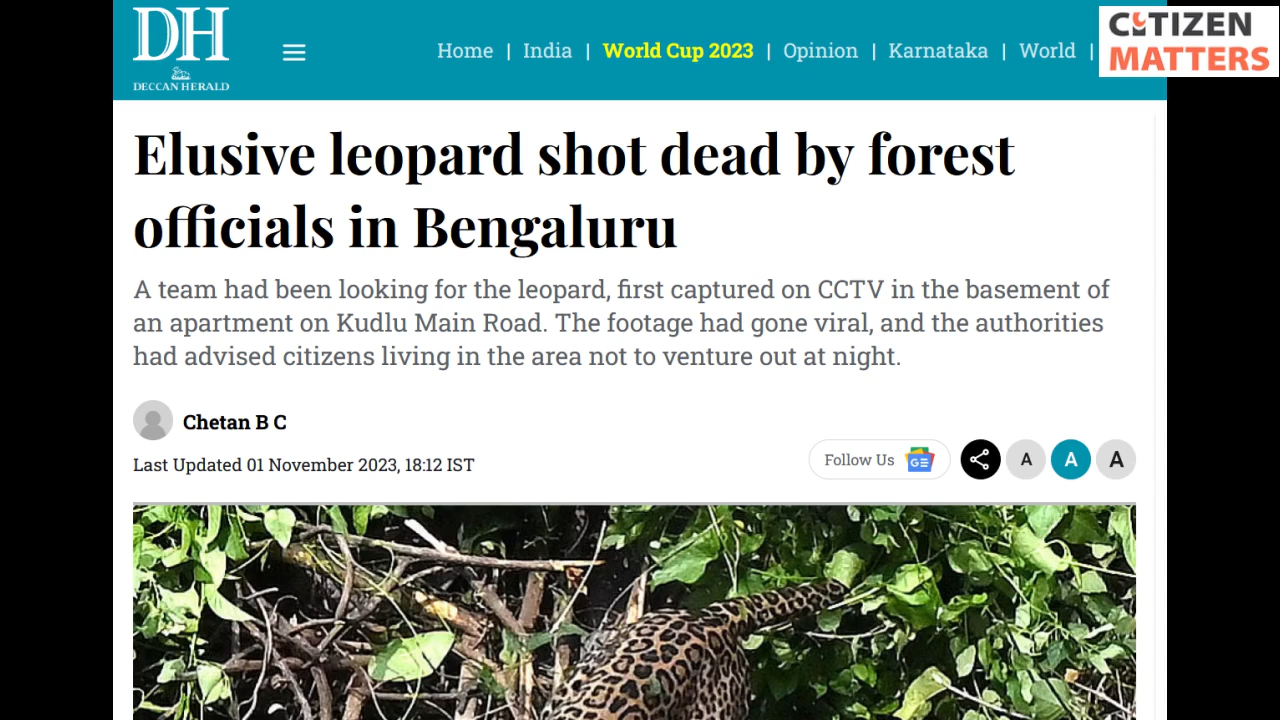 DH
DECCAN HERALD
Home | India | World Cup 2023 | Opinion | Karnataka | World |
CITIZEN
MATTERS
Elusive leopard shot dead by forest
officials in Bengaluru
A team had been looking for the leopard, first captured on CCTV in the basement of
an apartment on Kudlu Main Road. The footage had gone viral, and the authorities
had advised citizens living in the area not to venture out at night.
Chetan B C
Last Updated 01 November 2023, 18:12 IST
Follow Us GE A A A